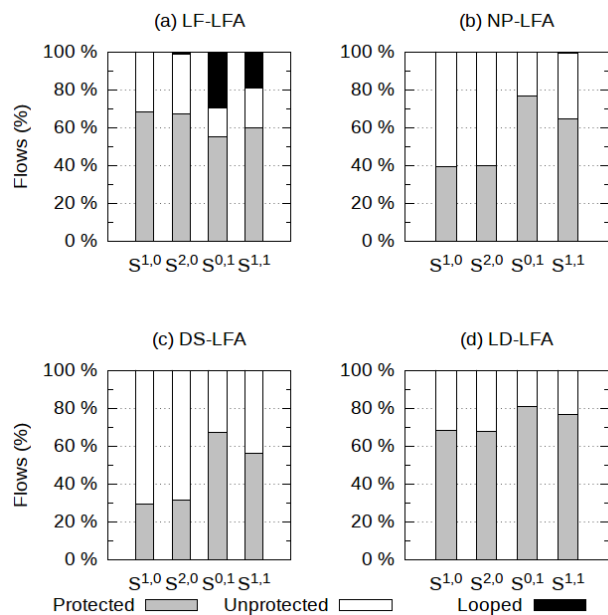 (a) LF-LFA
(b) NP-LFA
Flows (%)
100 %
80 %
60 %
40 %
20 %
0 %
S1,0 S2,0 S0,1 S1,1
100 %
80 %
60 %
40 %
20 %
0 %
S1,0 S2,0 S0,1 S1,1
(c) DS-LFA
(d) LD-LFA
Flows (%)
100 %
80 %
60 %
40 %
20 %
0 %
S1,0 S2,0 S0,1 S1,1
100 %
80 %
60 %
40 %
20 %
0 %
S1,0 S2,0 S0,1 S1,1
Protected Unprotected Looped